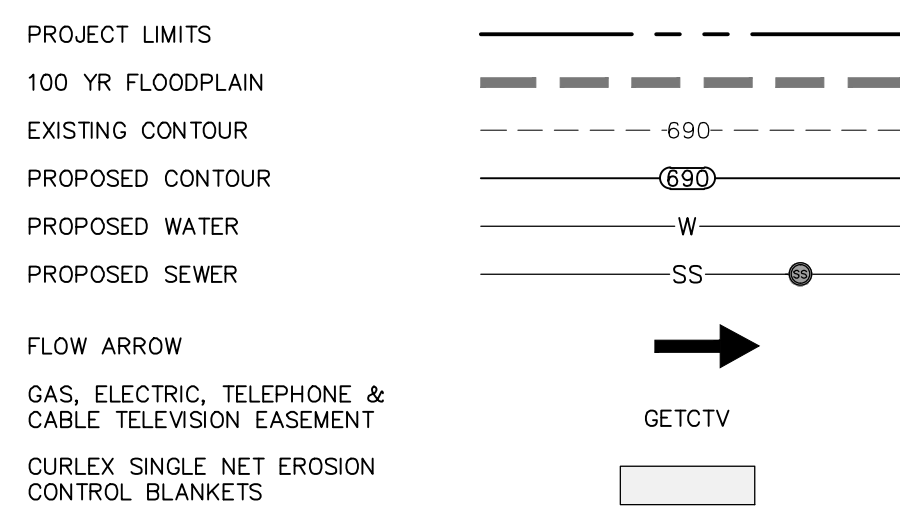 PROJECT LIMITS
100 YR FLOODPLAIN
EXISTING CONTOUR 690
PROPOSED CONTOUR 690
PROPOSED WATER W
PROPOSED SEWER SS SS
FLOW ARROW
GAS, ELECTRIC, TELEPHONE &
CABLE TELEVISION EASEMENT GETCTV
CURLEX SINGLE NET EROSION
CONTROL BLANKETS